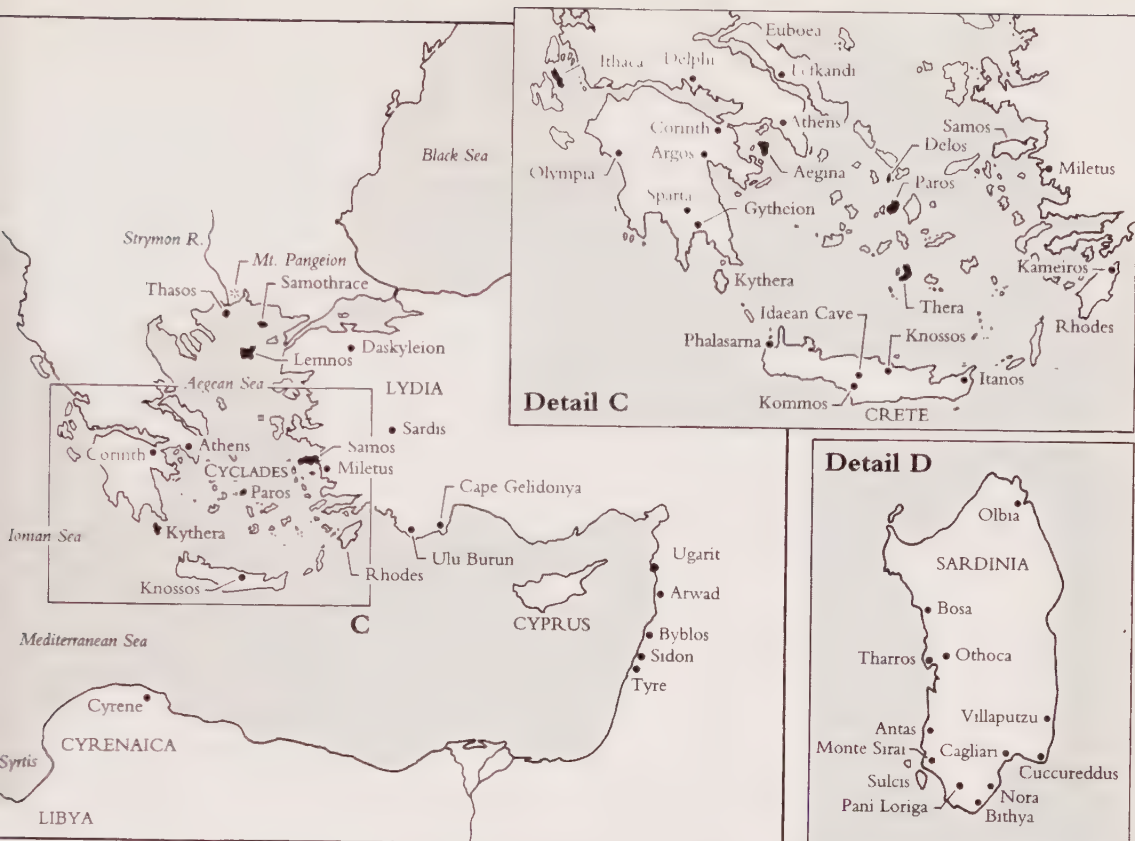 Black Sea
Strymon R.
Mt. Pangeion
Samothrace
Thasos
Lemnos
Daskyleion
Aegean Sea
LYDIA
Sardis
Athens
Samos
Corinth
CYCLADES
Miletus
Paros
Cape Gelidonya
Kythera
Ionian Sea
Ulu Burun
Rhodes
Knossos
C
Ugarit
Arwad
CYPRUS
Byblos
Sidon
Tyre
Mediterranean Sea
Cyrene
CYRENAICA
Syrtis
LIBYA
Euboea
Ithaca
Delphi
Lefkandi
Corinth
Athens
Samos
Delos
Argos
Aegina
Miletus
Olympia
Paros
Sparta
Gytheion
Kameiros
Kythera
Thera
Idaean Cave
Rhodes
Phalasarna
Knossos
Itanos
Kommos
Detail C
CRETE
Detail D
Olbia
SARDINIA
Bosa
Tharros
Othoca
Villaputzu
Antas
Monte Sirai
Cagliari
Cuccureddus
Sulcis
Pani Loriga
Nora
Bithya